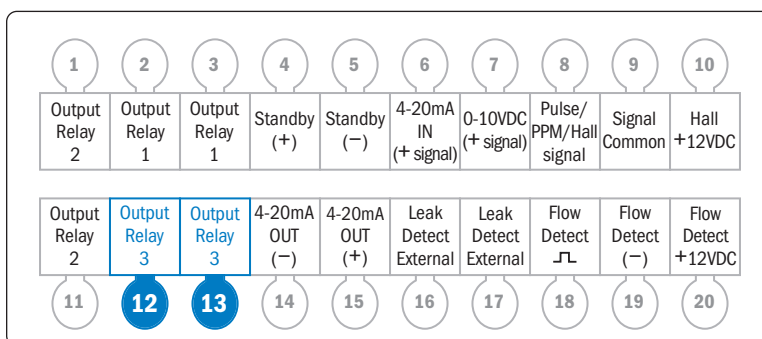 1 2 3 4 5 6 7 8 9 10
Output Output Output Standby Standby 4-20mA 0-10VDC Pulse/ Signal Hall
Relay Relay Relay (+) (−) IN (+ signal) PPM/Hall Common +12VDC
2 1 1 (+ signal) signal
Output Output Output 4-20mA 4-20mA Leak Leak Flow Flow Flow
Relay Relay Relay OUT OUT Detect Detect Detect Detect Detect
2 3 3 (−) (+) External External (−) +12VDC
11 12 13 14 15 16 17 18 19 20